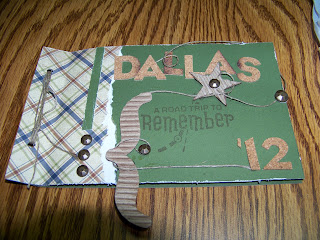 DALLAS
A ROAD TRIP TO
Remember
'12